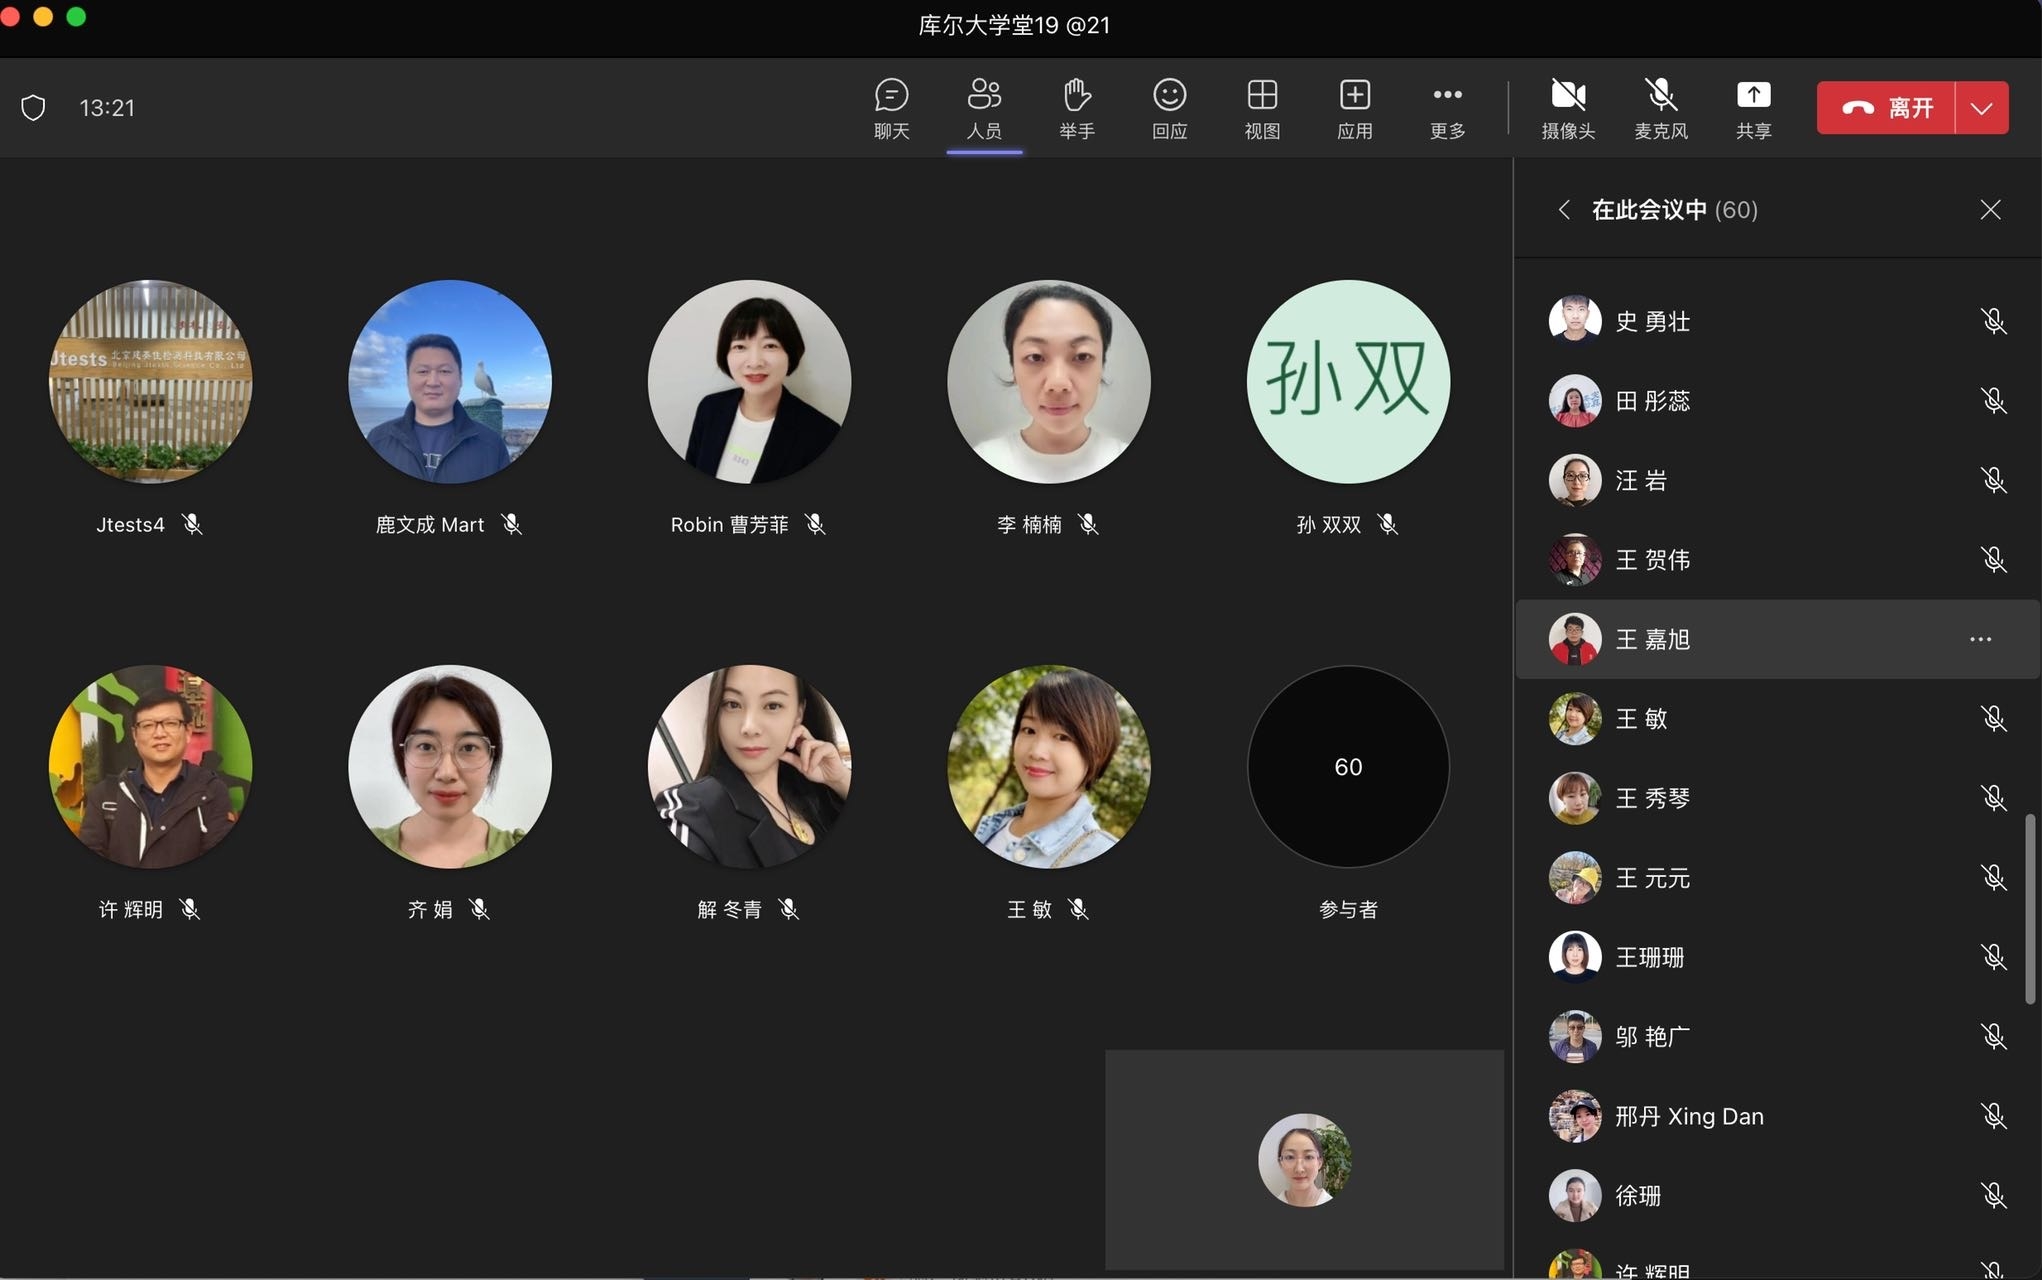 库尔大学堂19 @21
13:21
聊天
人员
举手
回应
视图
应用
更多
摄像头
麦克风
共享
离开
Jtests 北京建奏佳检测科技有限公司
Beijing Jtests Science Co., Ltd
孙 双
Jtests4
鹿文成 Mart
Robin 曹芳菲
李 楠楠
孙 双双
60
许 辉明
齐 娟
解 冬青
王 敏
参与者
在此会议中 (60)
史 勇壮
田 彤蕊
汪 岩
王 贺伟
王 嘉旭
王 敏
王 秀琴
王 元元
王珊珊
邬 艳广
邢丹 Xing Dan
徐珊
许 辉明